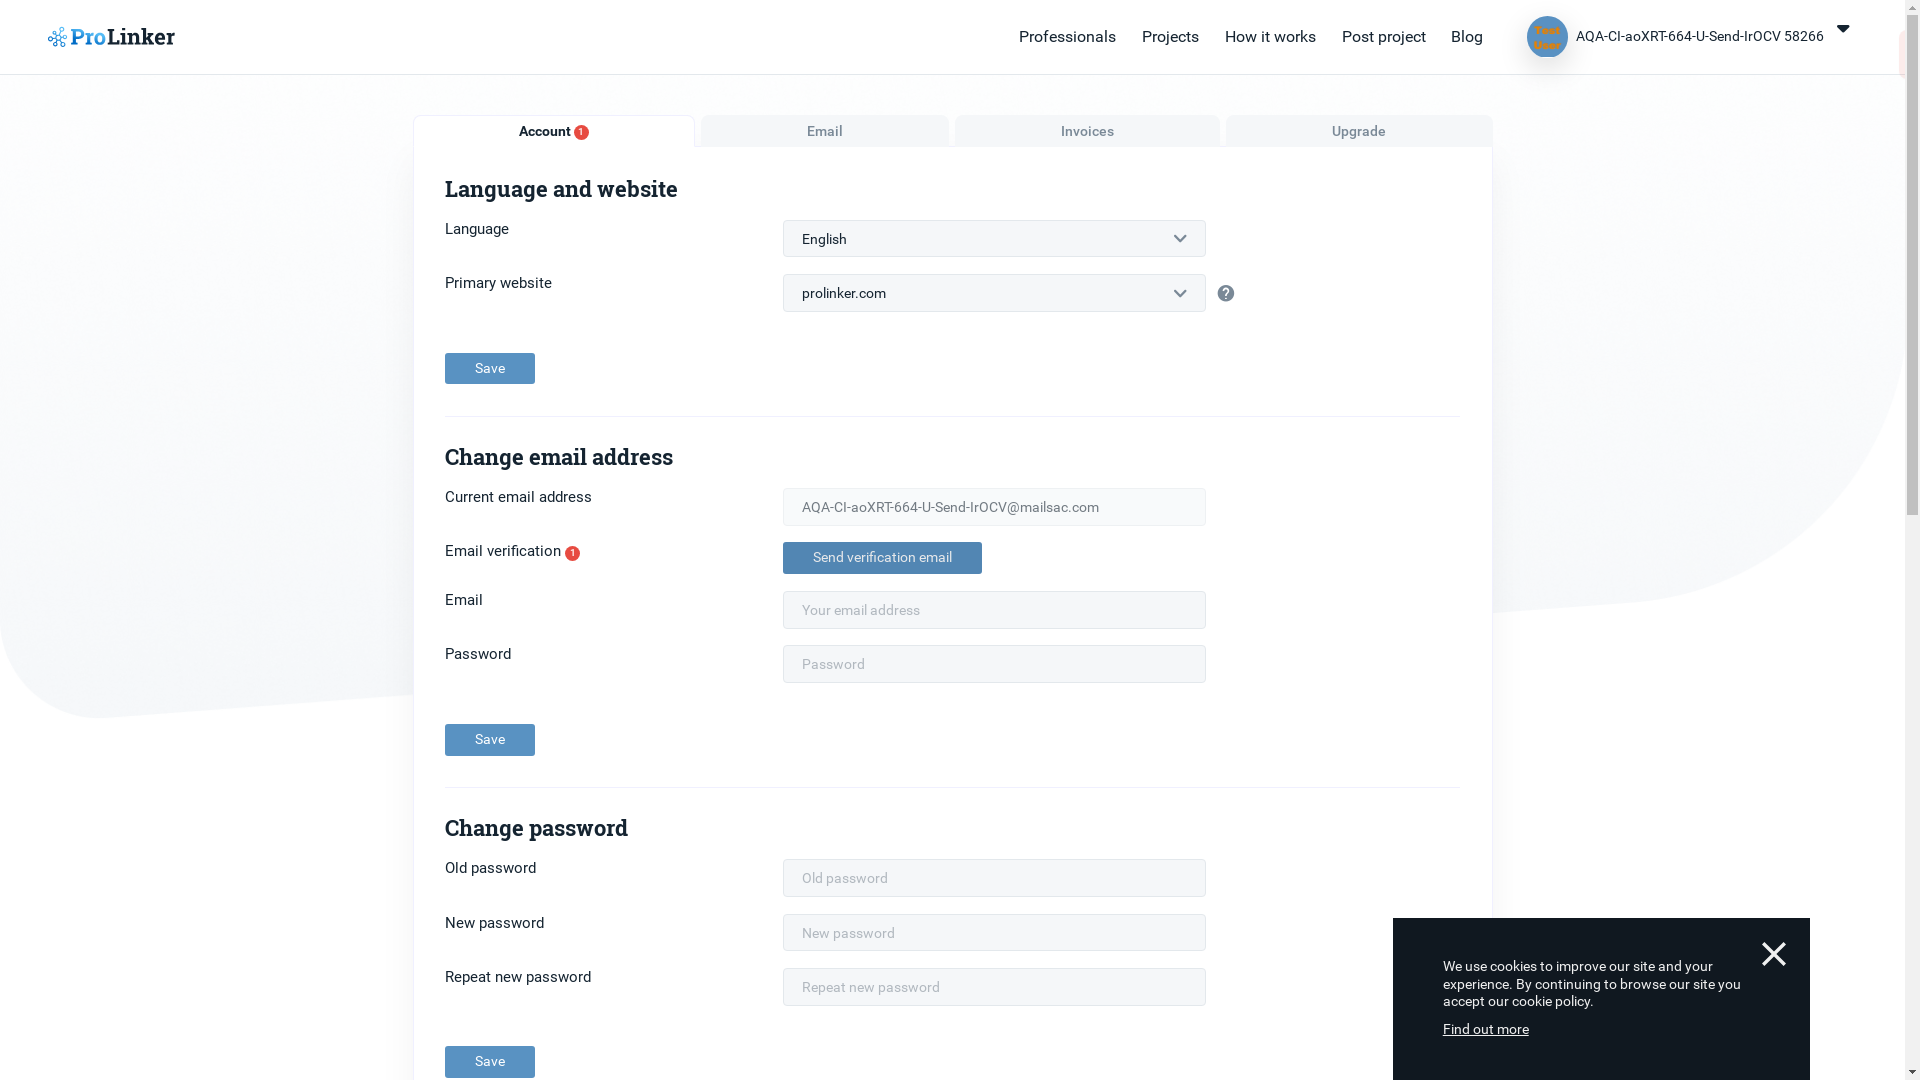 ProLinker
Professionals Projects How it works Post project Blog
Test
User
AQA-CI-aoXRT-664-U-Send-IrOCV 58266
Account 1 Email Invoices Upgrade
Language and website
Language English
Primary website prolinker.com ?
Save
Change email address
Current email address AQA-CI-aoXRT-664-U-Send-IrOCV@mailsac.com
Email verification 1 Send verification email
Email Your email address
Password Password
Save
Change password
Old password Old password
New password New password
Repeat new password Repeat new password
Save
We use cookies to improve our site and your
experience. By continuing to browse our site you
accept our cookie policy.
Find out more